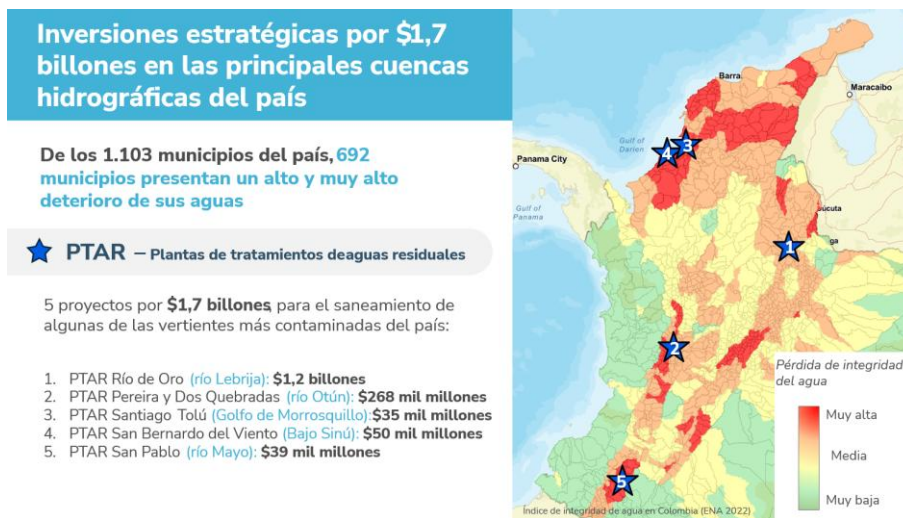 Inversiones estratégicas por $1,7
billones en las principales cuencas
hidrográficas del país
De los 1.103 municipios del país, 692
municipios presentan un alto y muy alto
deterioro de sus aguas
PTAR – Plantas de tratamientos deaguas residuales
5 proyectos por $1,7 billones, para el saneamiento de
algunas de las vertientes más contaminadas del país:
1. PTAR Río de Oro (río Lebrija): $1,2 billones
2. PTAR Pereira y Dos Quebradas (río Otún): $268 mil millones
3. PTAR Santiago Tolú (Golfo de Morrosquillo):$35 mil millones
4. PTAR San Bernardo del Viento (Bajo Sinú): $50 mil millones
5. PTAR San Pablo (río Mayo): $39 mil millones
Barra
Maracaibo
Gulf of
Darien
4
3
Panama City
Gulf of
Panama
úcuta
1
ga
2
5
Pérdida de integridad
del agua
Muy alta
Media
Muy baja
Índice de integridad de agua en Colombia (ENA 2022)